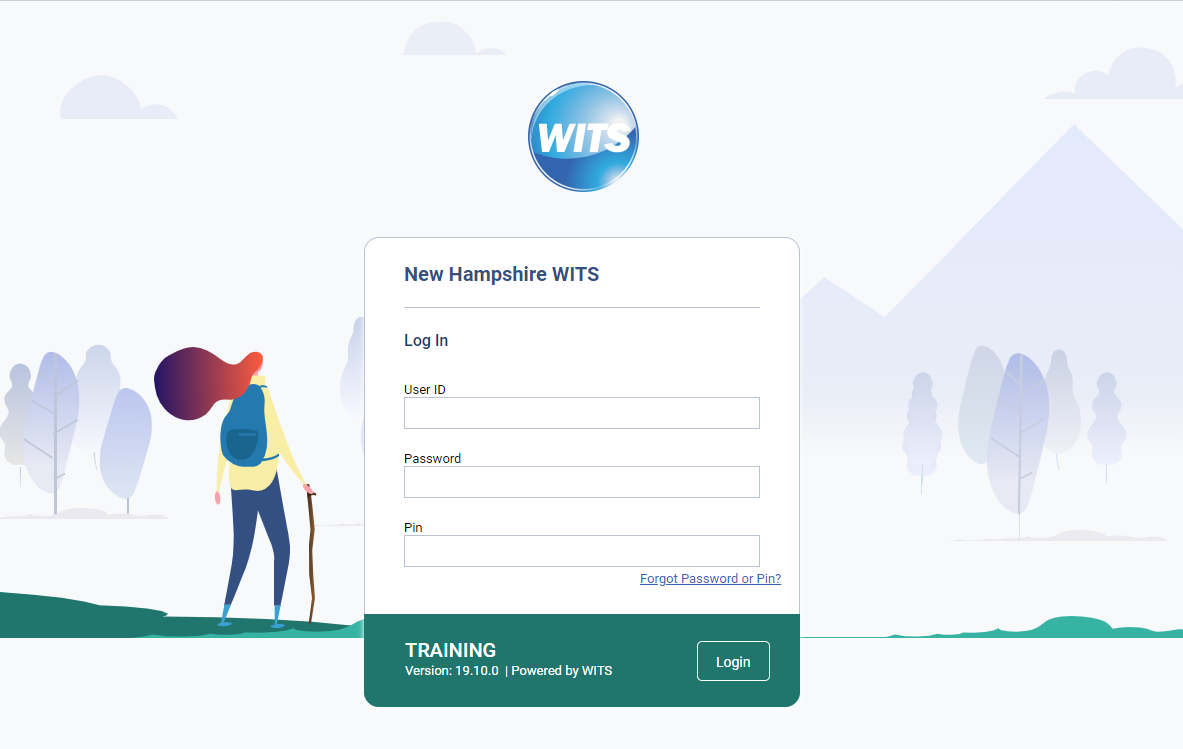 WITS
New Hampshire WITS
Log In
User ID
Password
Pin
Forgot Password or Pin?
TRAINING
Version: 19.10.0 | Powered by WITS
Login